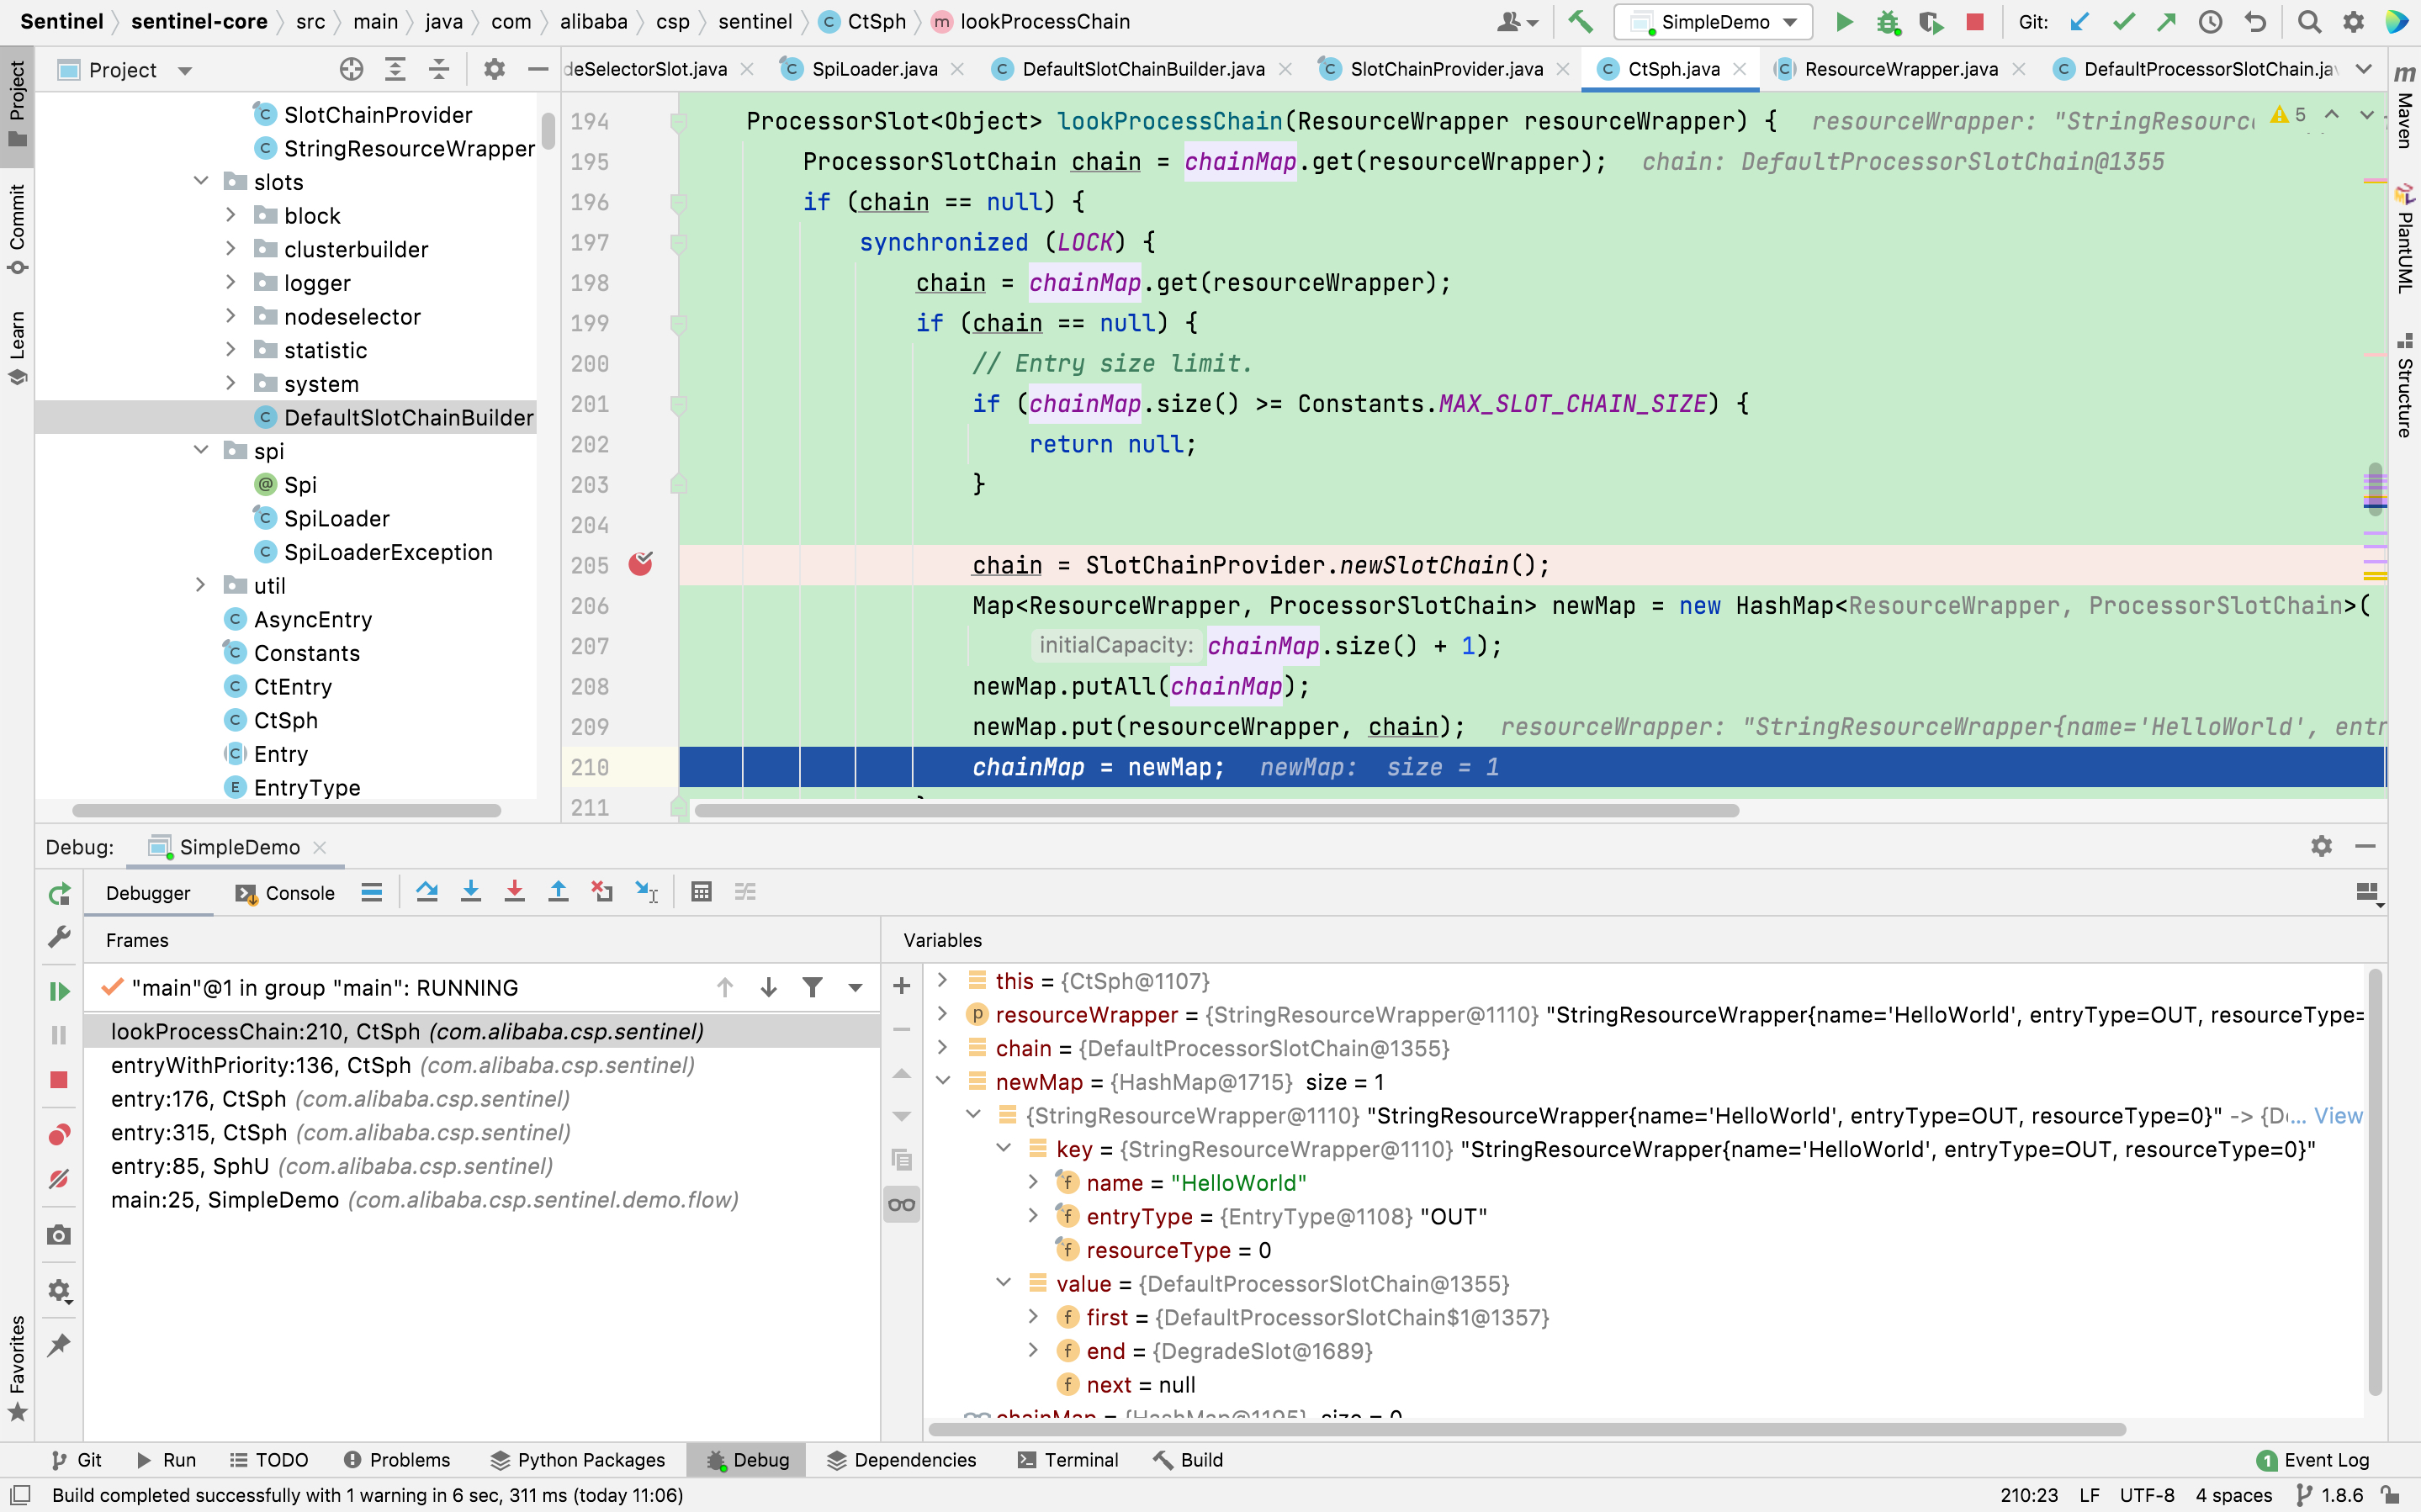 Sentinel sentinel-core src main java com alibaba csp sentinel CtSph lookProcessChain
SimpleDemo Git:
Project
deSelectorSlot.java SpiLoader.java DefaultSlotChainBuilder.java SlotChainProvider.java CtSph.java ResourceWrapper.java DefaultProcessorSlotChain.ja
Project
Commit
Learn
Favorites
SlotChainProvider
StringResourceWrapper
slots
block
clusterbuilder
logger
nodeselector
statistic
system
DefaultSlotChainBuilder
spi
Spi
SpiLoader
SpiLoaderException
util
AsyncEntry
Constants
CtEntry
CtSph
Entry
EntryType
194 ProcessorSlot<Object> lookProcessChain(ResourceWrapper resourceWrapper) { resourceWrapper: "StringResourc 5
195 ProcessorSlotChain chain = chainMap.get(resourceWrapper); chain: DefaultProcessorSlotChain@1355
196 if (chain == null) {
197 synchronized (LOCK) {
198 chain = chainMap.get(resourceWrapper);
199 if (chain == null) {
200 // Entry size limit.
201 if (chainMap.size() >= Constants.MAX_SLOT_CHAIN_SIZE) {
202 return null;
203 }
204
205 chain = SlotChainProvider.newSlotChain();
206 Map<ResourceWrapper, ProcessorSlotChain> newMap = new HashMap<ResourceWrapper, ProcessorSlotChain>(
207 initialCapacity: chainMap.size() + 1);
208 newMap.putAll(chainMap);
209 newMap.put(resourceWrapper, chain); resourceWrapper: "StringResourceWrapper{name='HelloWorld', entr
210 chainMap = newMap; newMap: size = 1
211
Maven
PlantUML
Structure
Debug: SimpleDemo
Debugger Console
Frames
"main"@1 in group "main": RUNNING
lookProcessChain:210, CtSph (com.alibaba.csp.sentinel)
entryWithPriority:136, CtSph (com.alibaba.csp.sentinel)
entry:176, CtSph (com.alibaba.csp.sentinel)
entry:315, CtSph (com.alibaba.csp.sentinel)
entry:85, SphU (com.alibaba.csp.sentinel)
main:25, SimpleDemo (com.alibaba.csp.sentinel.demo.flow)
Variables
this = {CtSph@1107}
resourceWrapper = {StringResourceWrapper@1110} "StringResourceWrapper{name='HelloWorld', entryType=OUT, resourceType=
chain = {DefaultProcessorSlotChain@1355}
newMap = {HashMap@1715} size = 1
{StringResourceWrapper@1110} "StringResourceWrapper{name='HelloWorld', entryType=OUT, resourceType=0}" -> {D... View
key = {StringResourceWrapper@1110} "StringResourceWrapper{name='HelloWorld', entryType=OUT, resourceType=0}"
name = "HelloWorld"
entryType = {EntryType@1108} "OUT"
resourceType = 0
value = {DefaultProcessorSlotChain@1355}
first = {DefaultProcessorSlotChain$1@1357}
end = {DegradeSlot@1689}
next = null
chainMap = {HashMap@1195} size = 0
Git Run TODO Problems Python Packages Debug Dependencies Terminal Build 1 Event Log
Build completed successfully with 1 warning in 6 sec, 311 ms (today 11:06) 210:23 LF UTF-8 4 spaces 1.8.6